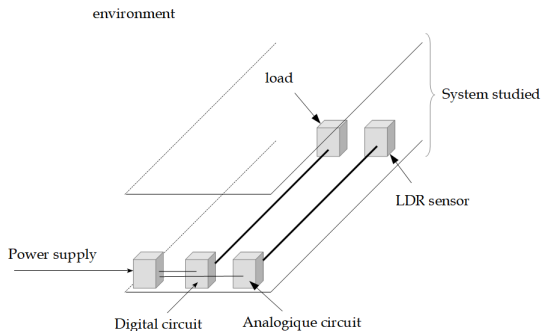 environment
load
System studied
LDR sensor
Power supply
Digital circuit
Analogique circuit